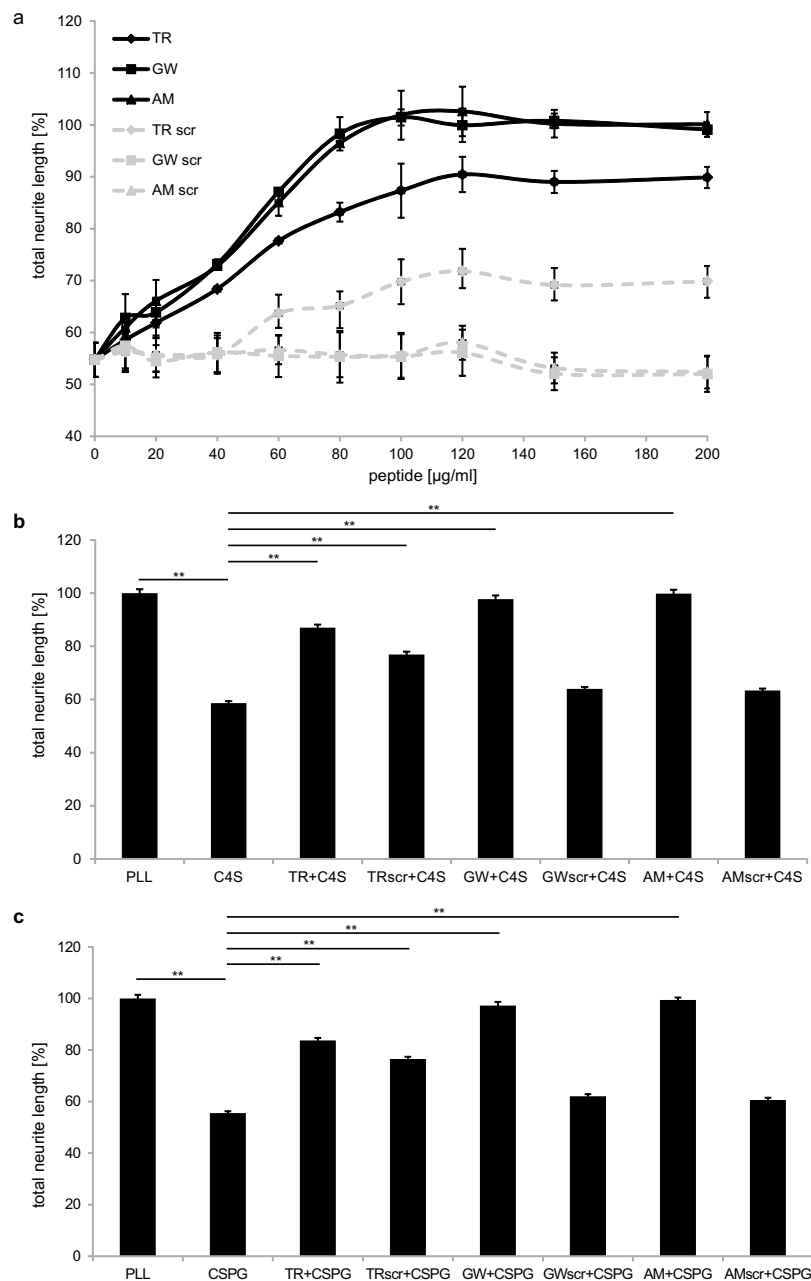 a
120
110
100
90
80
70
60
50
40
total neurite length [%]
TR
GW
AM
TR scr
GW scr
AM scr
0 20 40 60 80 100 120 140 160 180 200
peptide [µg/ml]
b
**
**
**
**
**
120
100
80
60
40
20
0
total neurite length [%]
PLL C4S TR+C4S TRscr+C4S GW+C4S GWscr+C4S AM+C4S AMscr+C4S
c
**
**
**
**
**
120
100
80
60
40
20
0
total neurite length [%]
PLL CSPG TR+CSPG TRscr+CSPG GW+CSPG GWscr+CSPG AM+CSPG AMscr+CSPG